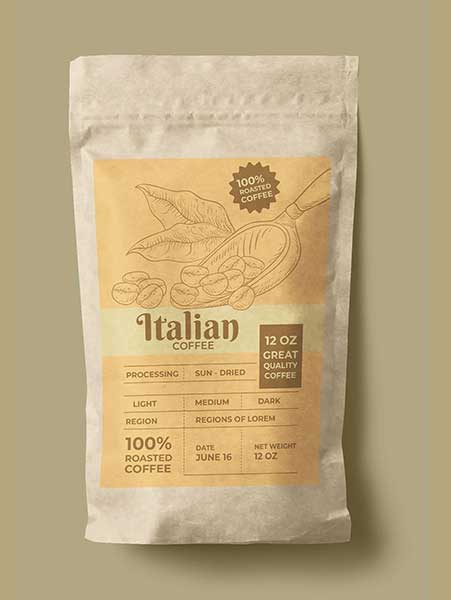 100%
ROASTED
COFFEE
Italian
COFFEE
12 OZ
GREAT
QUALITY
COFFEE
PROCESSING SUN - DRIED
LIGHT MEDIUM DARK
REGION REGIONS OF LOREM
100%
ROASTED
COFFEE
DATE
JUNE 16
NET WEIGHT
12 OZ